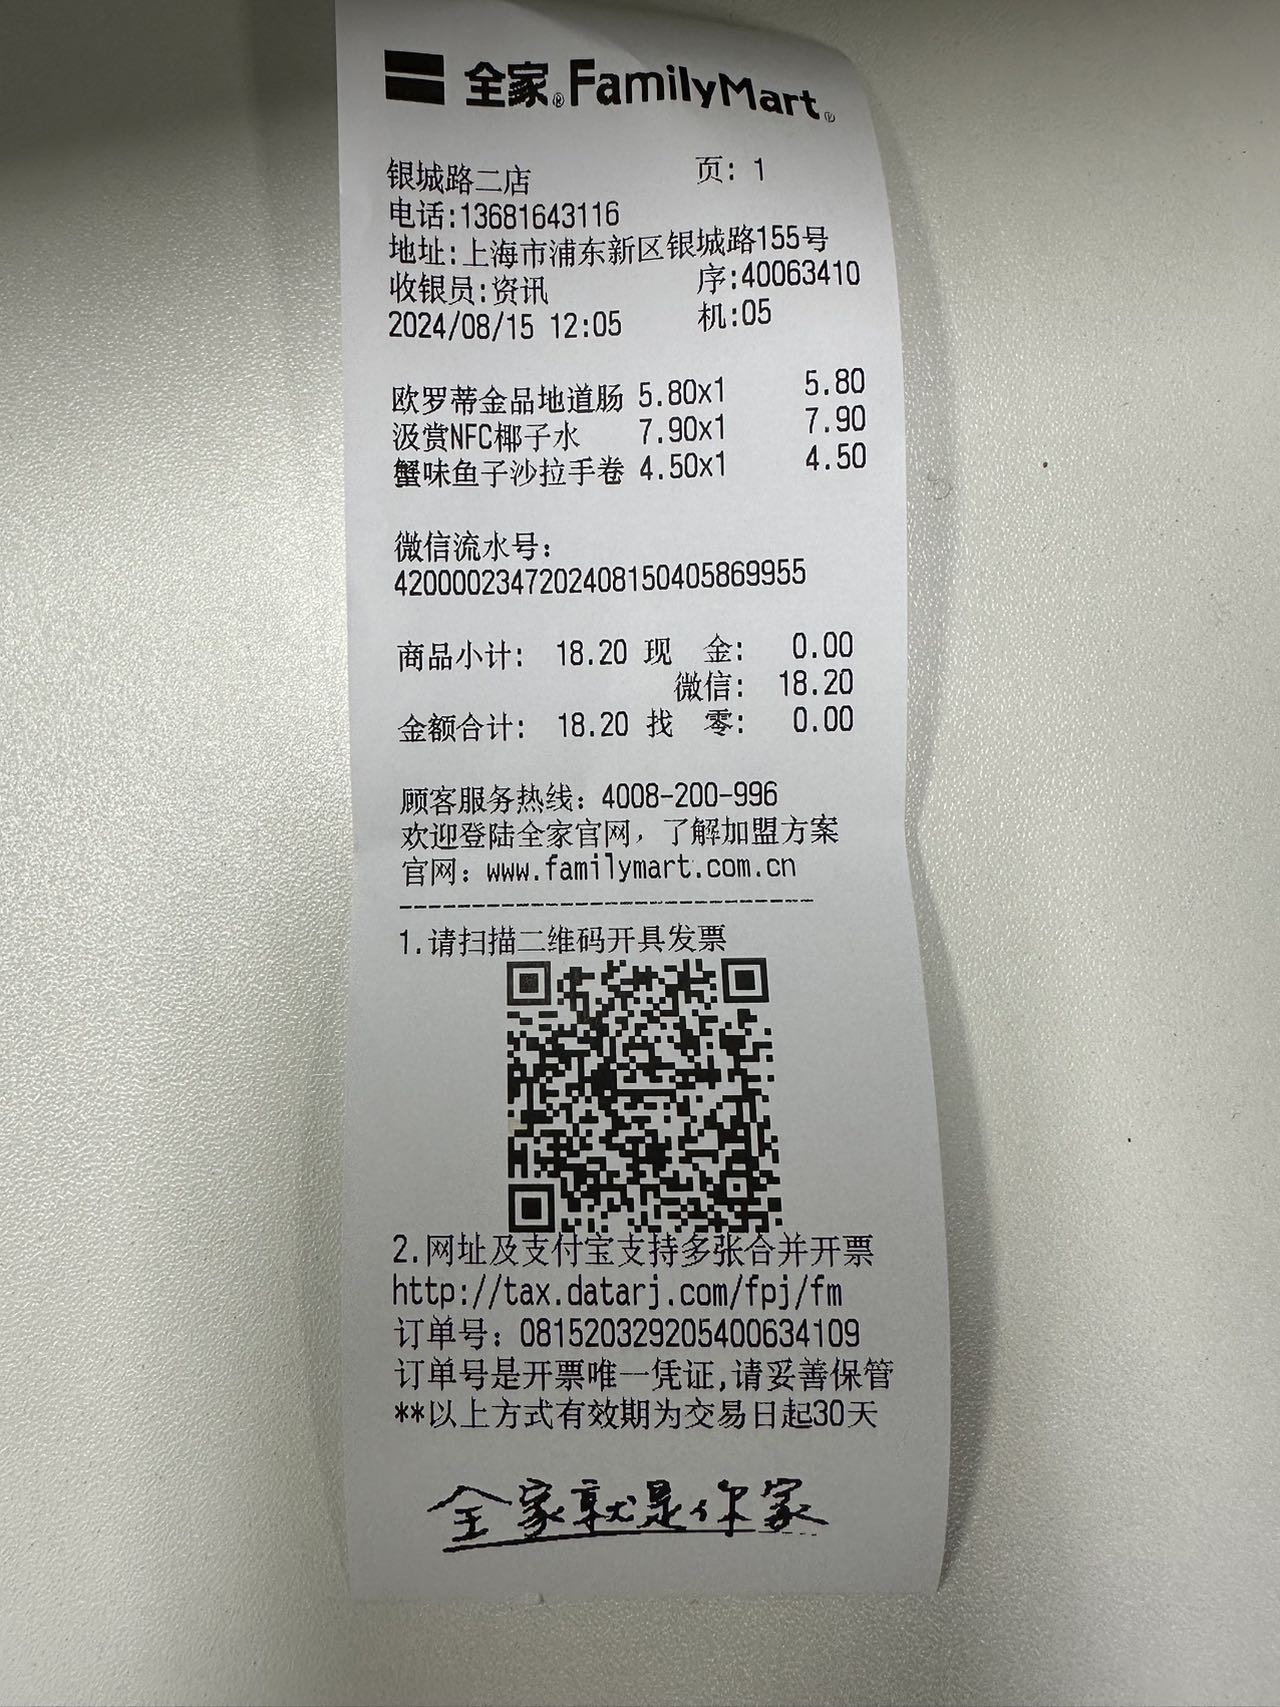 全家® FamilyMart®
银城路二店 页: 1
电话:13681643116
地址:上海市浦东新区银城路155号
收银员:资讯 序:40063410
2024/08/15 12:05 机:05
欧罗蒂金品地道肠 5.80x1 5.80
汲赏NFC椰子水 7.90x1 7.90
蟹味鱼子沙拉手卷 4.50x1 4.50
微信流水号:
4200002347202408150405869955
商品小计: 18.20 现 金: 0.00
微信: 18.20
金额合计: 18.20 找 零: 0.00
顾客服务热线: 4008-200-996
欢迎登陆全家官网, 了解加盟方案
官网: www.familymart.com.cn
------------------------------
1.请扫描二维码开具发票
2.网址及支付宝支持多张合并开票
http://tax.datarj.com/fpj/fm
订单号: 081520329205400634109
订单号是开票唯一凭证,请妥善保管
**以上方式有效期为交易日起30天
全家就是你家